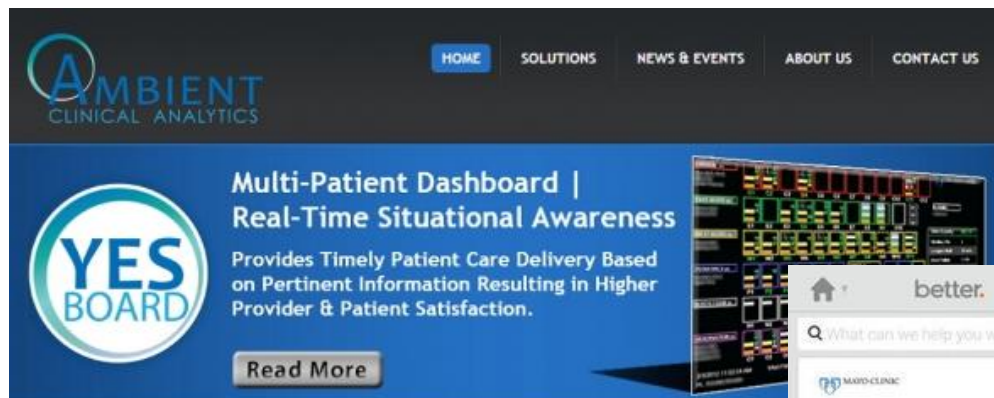 AMBIENT
CLINICAL ANALYTICS
HOME SOLUTIONS NEWS & EVENTS ABOUT US CONTACT US
YES
BOARD
Multi-Patient Dashboard |
Real-Time Situational Awareness
Provides Timely Patient Care Delivery Based
on Pertinent Information Resulting in Higher
Provider & Patient Satisfaction.
Read More
better.
What can we help you
MAYO CLINIC